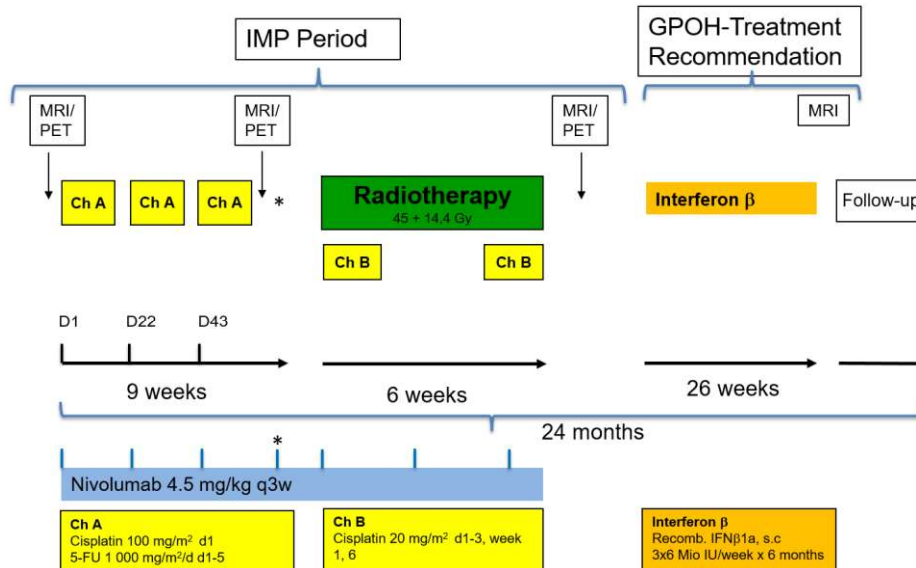 IMP Period
GPOH-Treatment
Recommendation
MRI/
PET
MRI/
PET
MRI/
PET
MRI
Ch A
Ch A
Ch A
*
Radiotherapy
45 + 14,4 Gy
Interferon β
Follow-up
Ch B
Ch B
D1
D22
D43
9 weeks
6 weeks
26 weeks
24 months
*
Nivolumab 4.5 mg/kg q3w
Ch A
Cisplatin 100 mg/m² d1
5-FU 1 000 mg/m²/d d1-5
Ch B
Cisplatin 20 mg/m² d1-3, week
1, 6
Interferon β
Recomb. IFNβ1a, s.c
3x6 Mio IU/week x 6 months